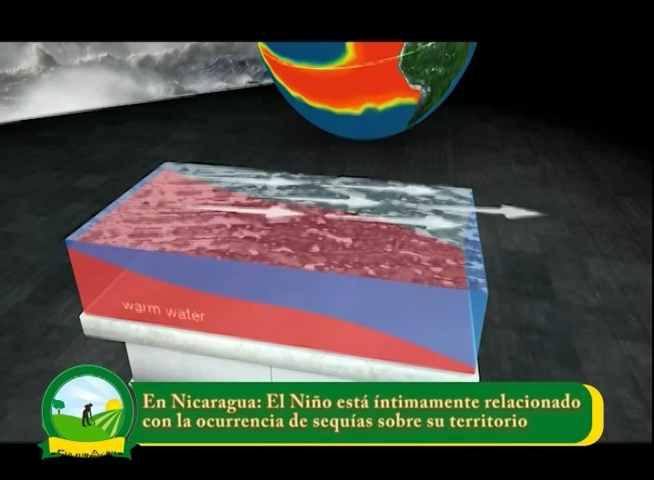 warm water
En Nicaragua: El Niño está íntimamente relacionado
con la ocurrencia de sequías sobre su territorio